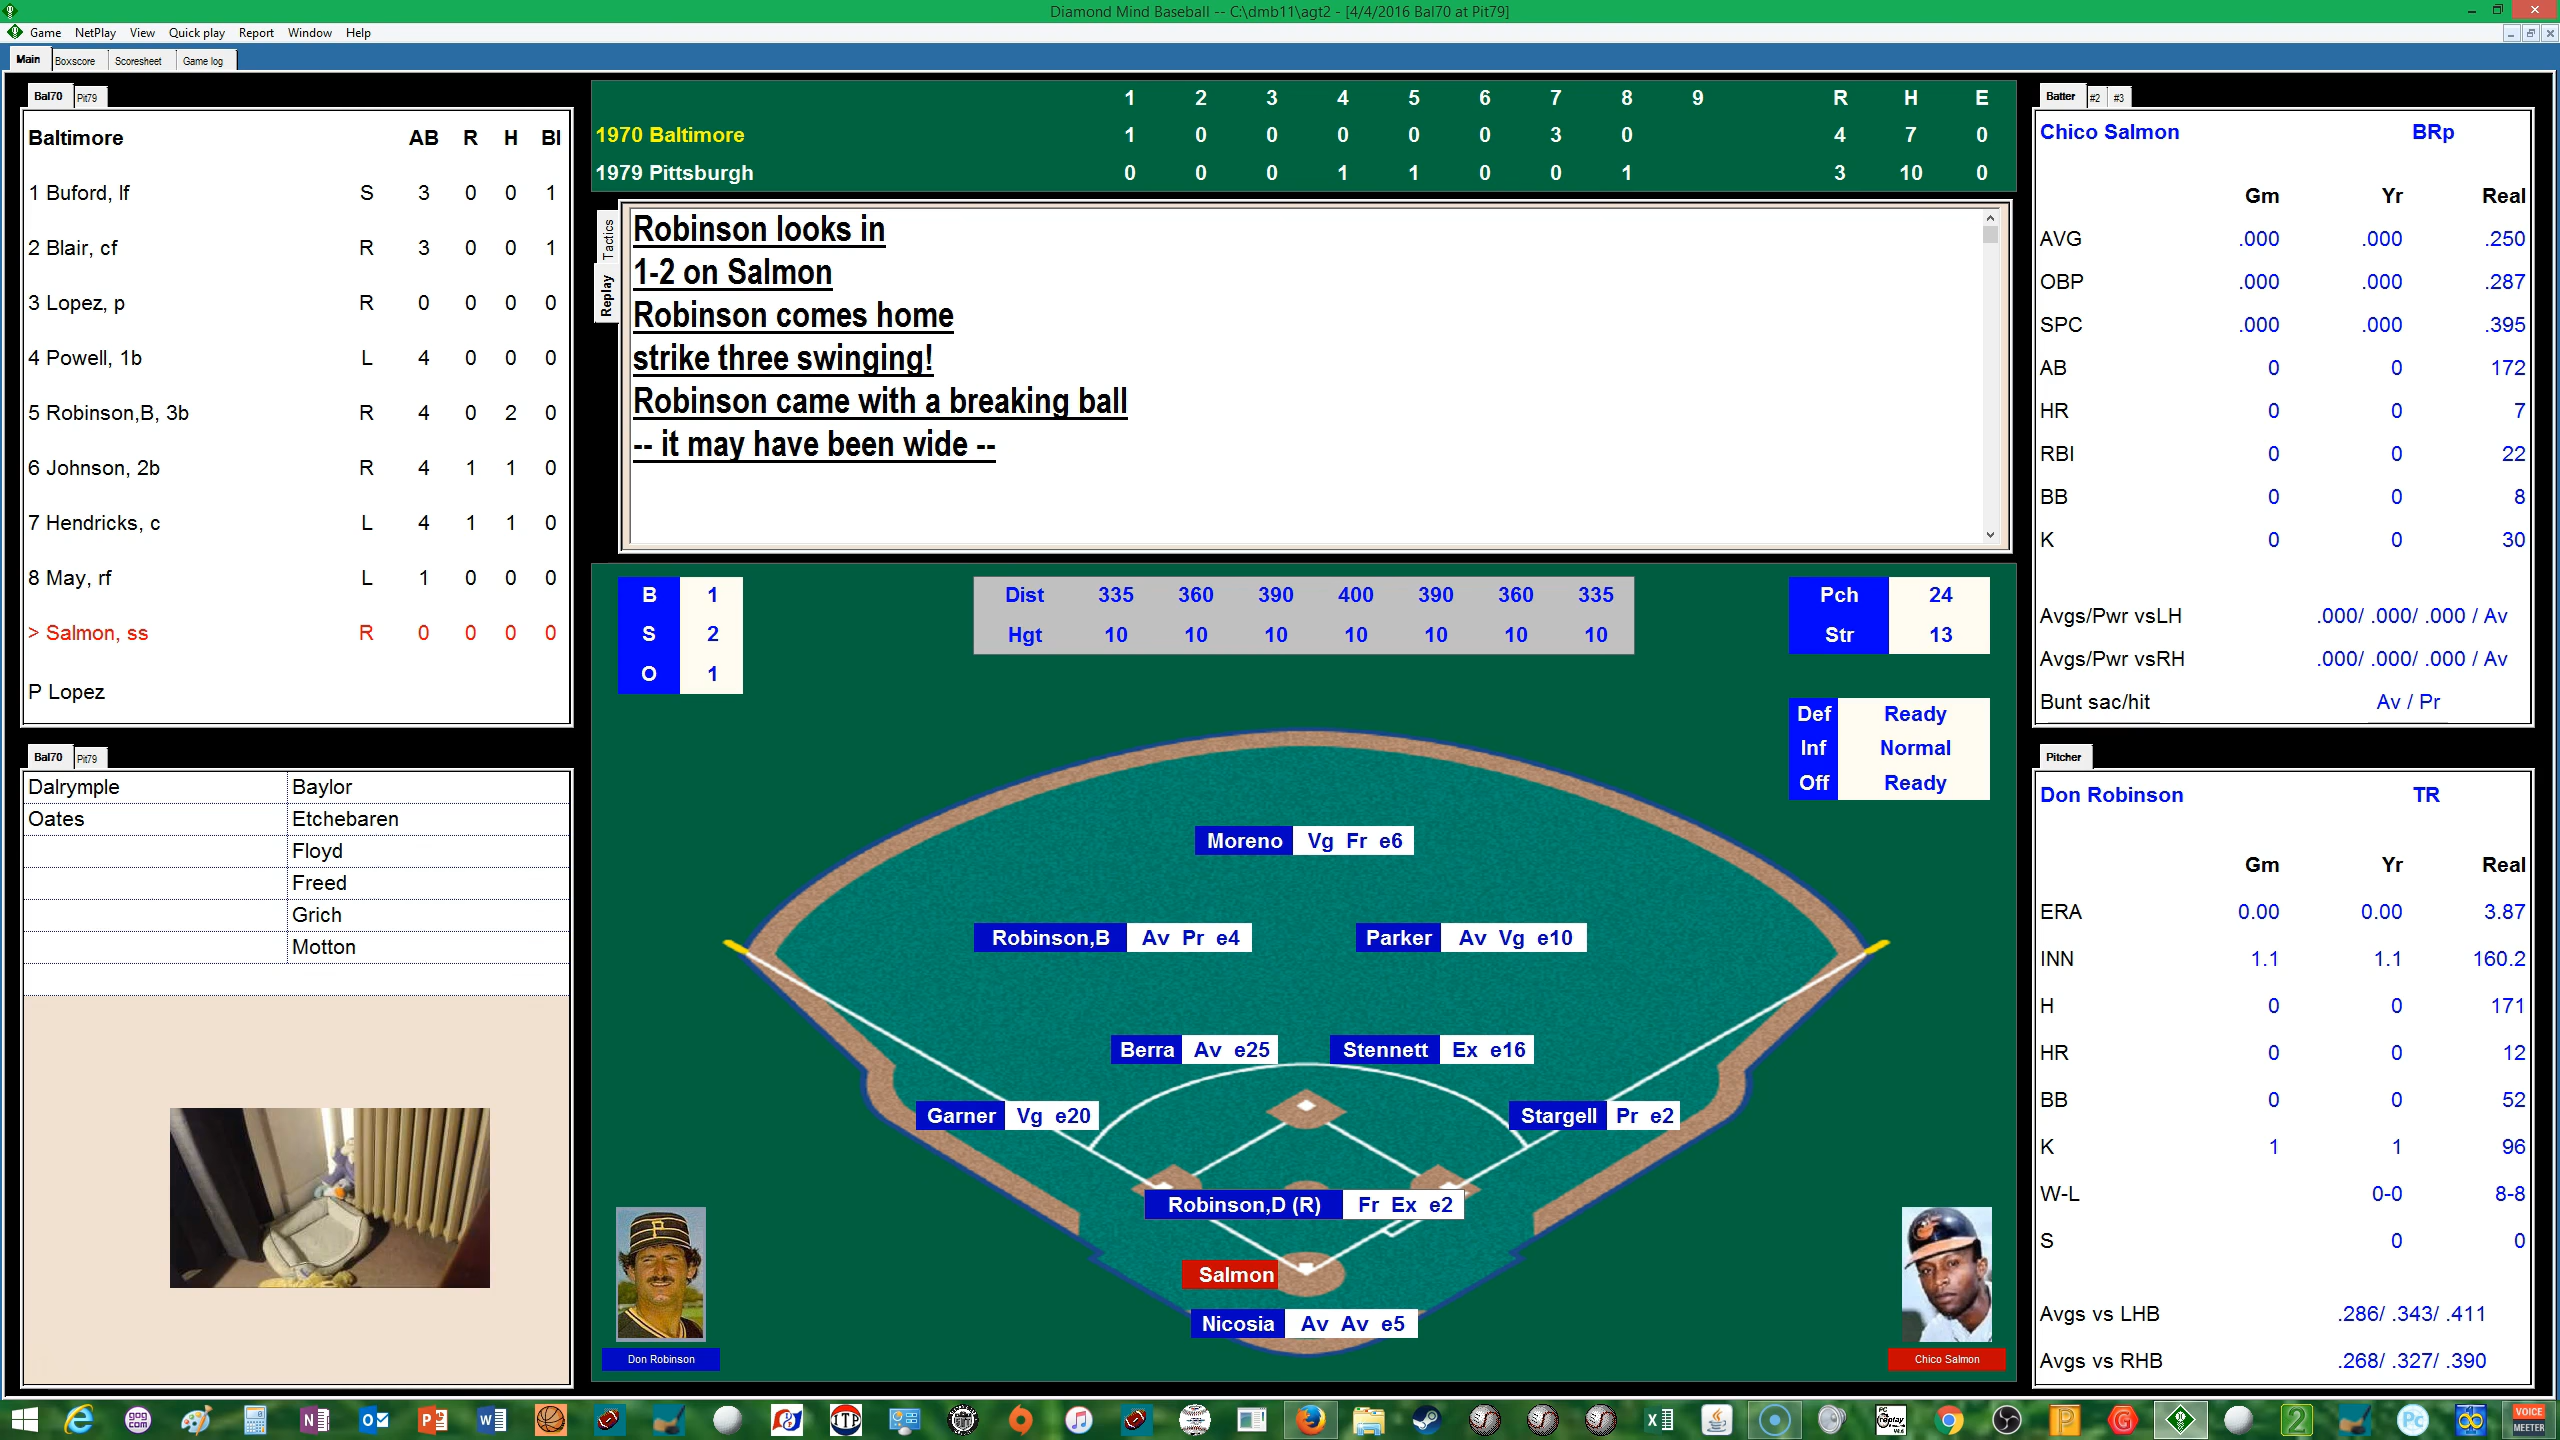 Diamond Mind Baseball -- C:\dmb11\agt2 - [4/4/2016 Bal70 at Pit79]
Game NetPlay View Quick play Report Window Help
Main Boxscore Scoresheet Game log
Bal70 Pit79
Baltimore AB R H BI
1 Buford, lf S 3 0 0 1
2 Blair, cf R 3 0 0 1
3 Lopez, p R 0 0 0 0
4 Powell, 1b L 4 0 0 0
5 Robinson,B, 3b R 4 0 2 0
6 Johnson, 2b R 4 1 1 0
7 Hendricks, c L 4 1 1 0
8 May, rf L 1 0 0 0
> Salmon, ss R 0 0 0 0
P Lopez
Bal70 Pit79
Dalrymple Baylor
Oates Etchebaren
Floyd
Freed
Grich
Motton
1 2 3 4 5 6 7 8 9 R H E
1970 Baltimore 1 0 0 0 0 0 3 0 4 7 0
1979 Pittsburgh 0 0 0 1 1 0 0 1 3 10 0
Tactics
Replay
Robinson looks in
1-2 on Salmon
Robinson comes home
strike three swinging!
Robinson came with a breaking ball
-- it may have been wide --
B 1
S 2
O 1
Dist 335 360 390 400 390 360 335
Hgt 10 10 10 10 10 10 10
Pch 24
Str 13
Def Ready
Inf Normal
Off Ready
Moreno Vg Fr e6
Robinson,B Av Pr e4
Parker Av Vg e10
Berra Av e25
Stennett Ex e16
Garner Vg e20
Stargell Pr e2
Robinson,D (R) Fr Ex e2
Salmon
Nicosia Av Av e5
P
Don Robinson
Chico Salmon
Batter #2 #3
Chico Salmon BRp
Gm Yr Real
AVG .000 .000 .250
OBP .000 .000 .287
SPC .000 .000 .395
AB 0 0 172
HR 0 0 7
RBI 0 0 22
BB 0 0 8
K 0 0 30
Avgs/Pwr vsLH .000/ .000/ .000 / Av
Avgs/Pwr vsRH .000/ .000/ .000 / Av
Bunt sac/hit Av / Pr
Pitcher
Don Robinson TR
Gm Yr Real
ERA 0.00 0.00 3.87
INN 1.1 1.1 160.2
H 0 0 171
HR 0 0 12
BB 0 0 52
K 1 1 96
W-L 0-0 8-8
S 0 0
Avgs vs LHB .286/ .343/ .411
Avgs vs RHB .268/ .327/ .390
gog com
ITP
VOICE
MEETER